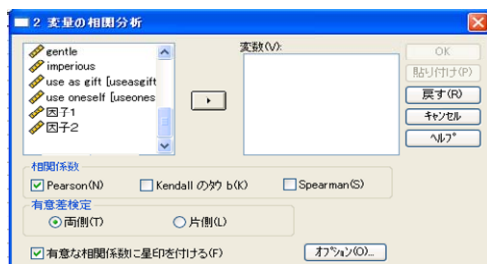 2 変量の相関分析
変数(V):
gentle
imperious
use as gift [useasgift
use oneself [useones
因子1
因子2
OK
貼り付け(P)
戻す(R)
キャンセル
ヘルプ
相関係数
Pearson(N)
Kendall のタウ b(K)
Spearman(S)
有意差検定
両側(T)
片側(L)
有意な相関係数に星印を付ける(F)
オプション(O)...